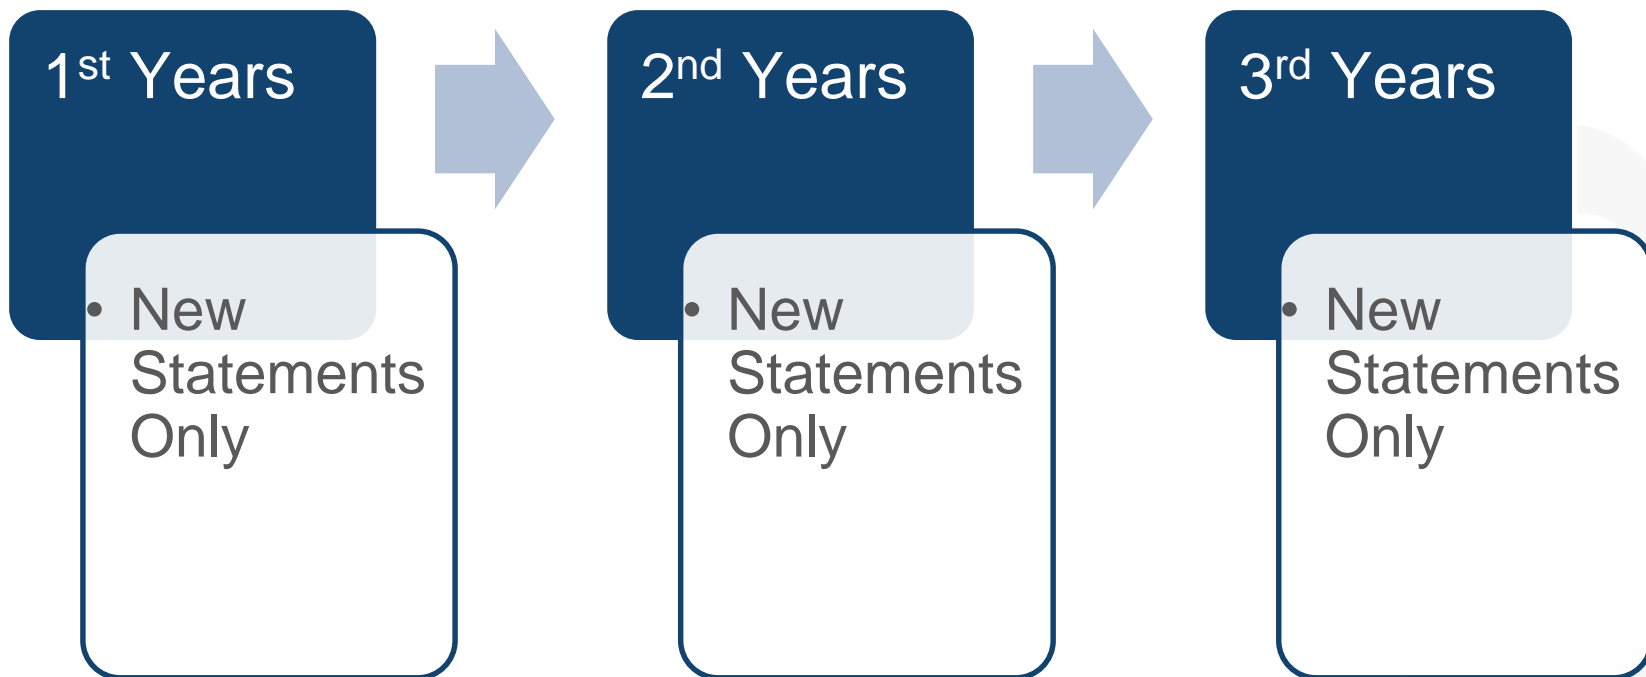 1st Years
• New
Statements
Only
2nd Years
• New
Statements
Only
3rd Years
• New
Statements
Only